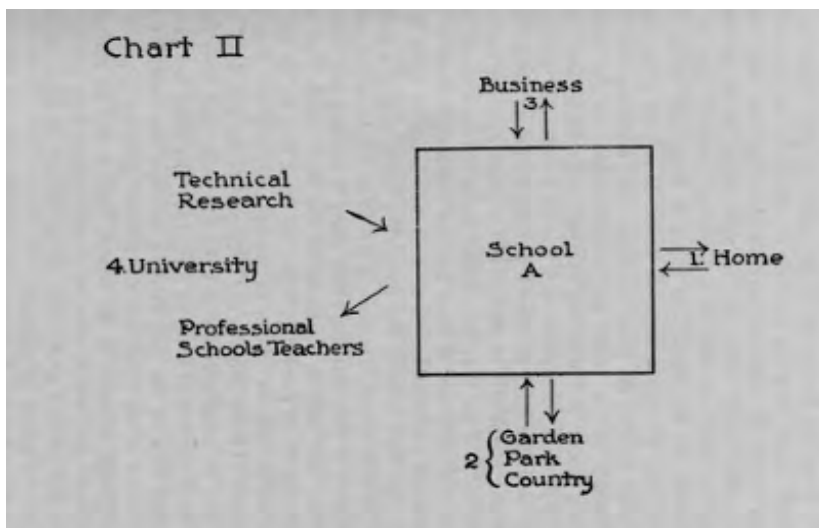 Chart II
Business
3
Technical
Research
School
A
1. Home
4. University
Professional
Schools Teachers
2 { Garden
Park
Country